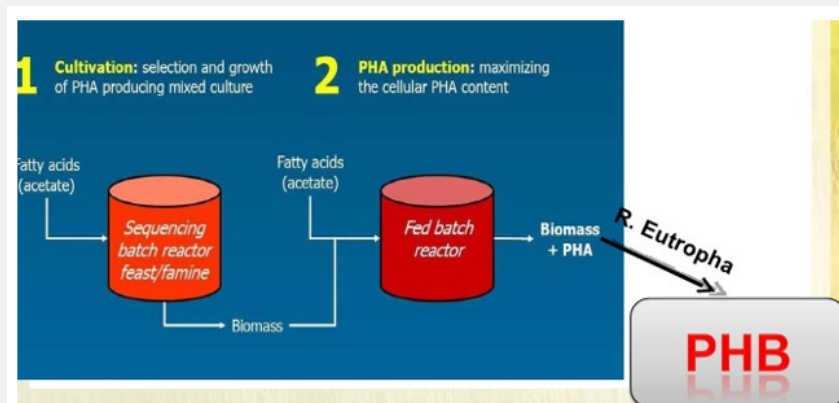 1 Cultivation: selection and growth
of PHA producing mixed culture
2 PHA production: maximizing
the cellular PHA content
Fatty acids
(acetate)
Sequencing
batch reactor
feast/famine
Biomass
Fatty acids
(acetate)
Fed batch
reactor
Biomass
+ PHA
R. Eutropha
PHB